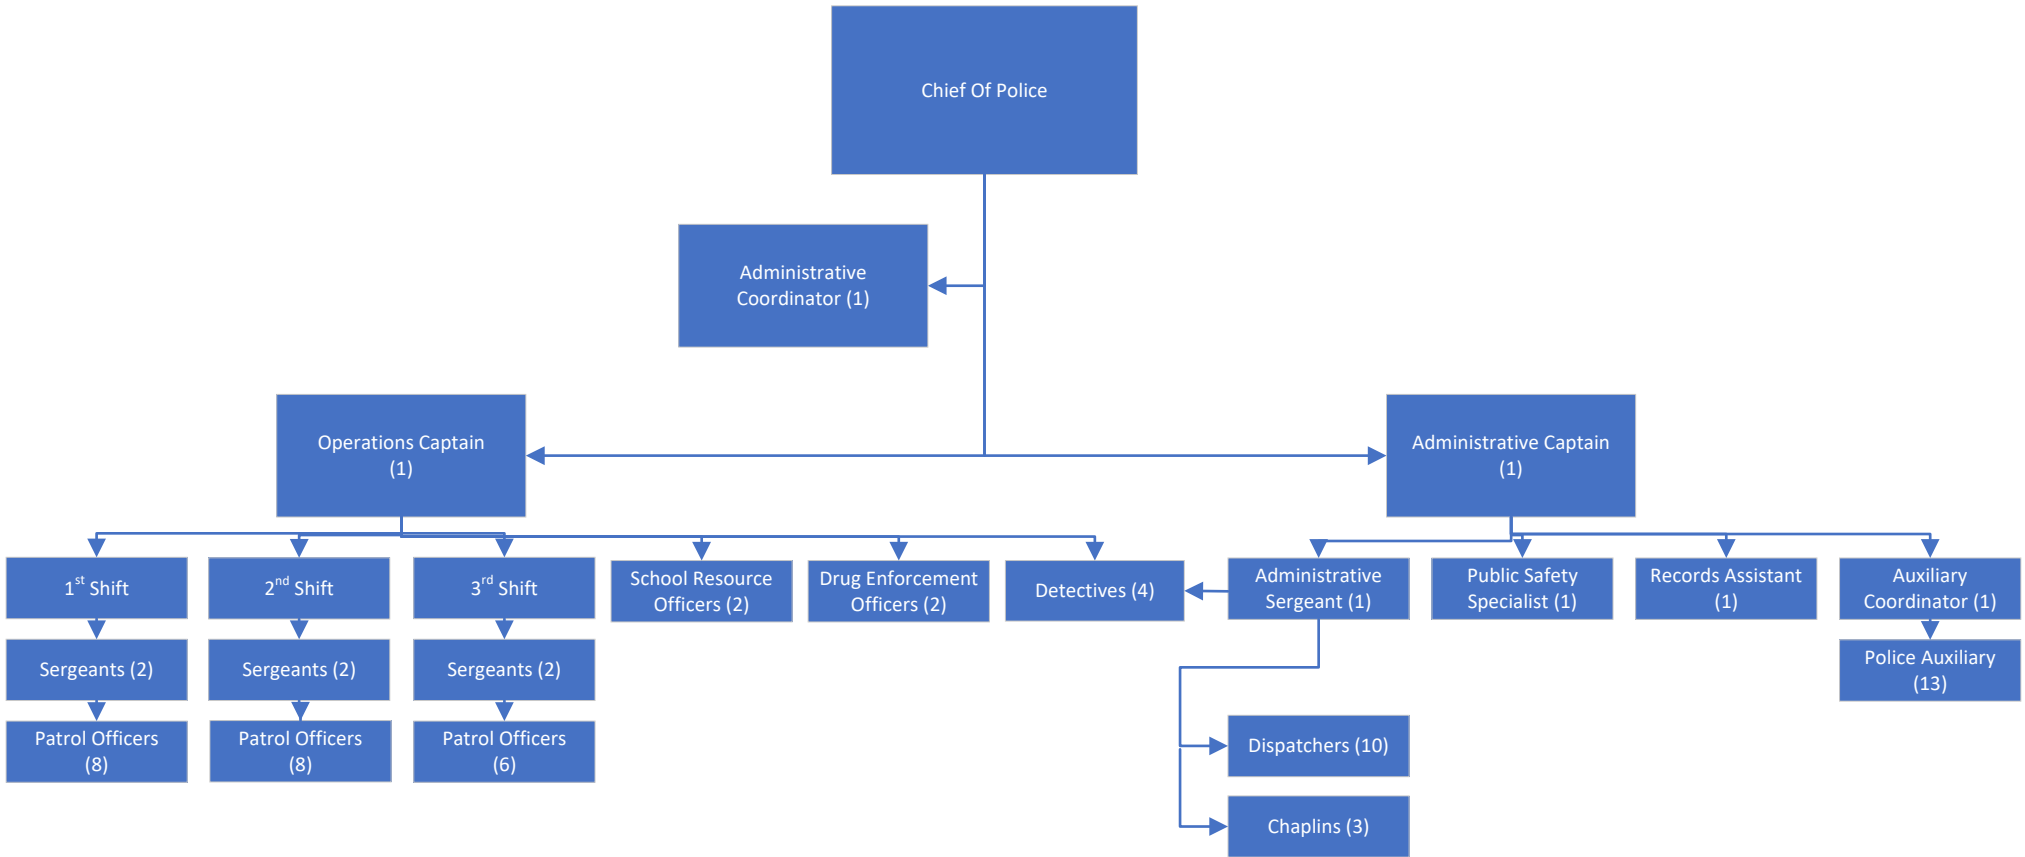 Chief Of Police
Administrative
Coordinator (1)
Operations Captain
(1)
Administrative Captain
(1)
1st Shift
2nd Shift
3rd Shift
School Resource
Officers (2)
Drug Enforcement
Officers (2)
Detectives (4)
Administrative
Sergeant (1)
Public Safety
Specialist (1)
Records Assistant
(1)
Auxiliary
Coordinator (1)
Sergeants (2)
Sergeants (2)
Sergeants (2)
Police Auxiliary
(13)
Patrol Officers
(8)
Patrol Officers
(8)
Patrol Officers
(6)
Dispatchers (10)
Chaplins (3)